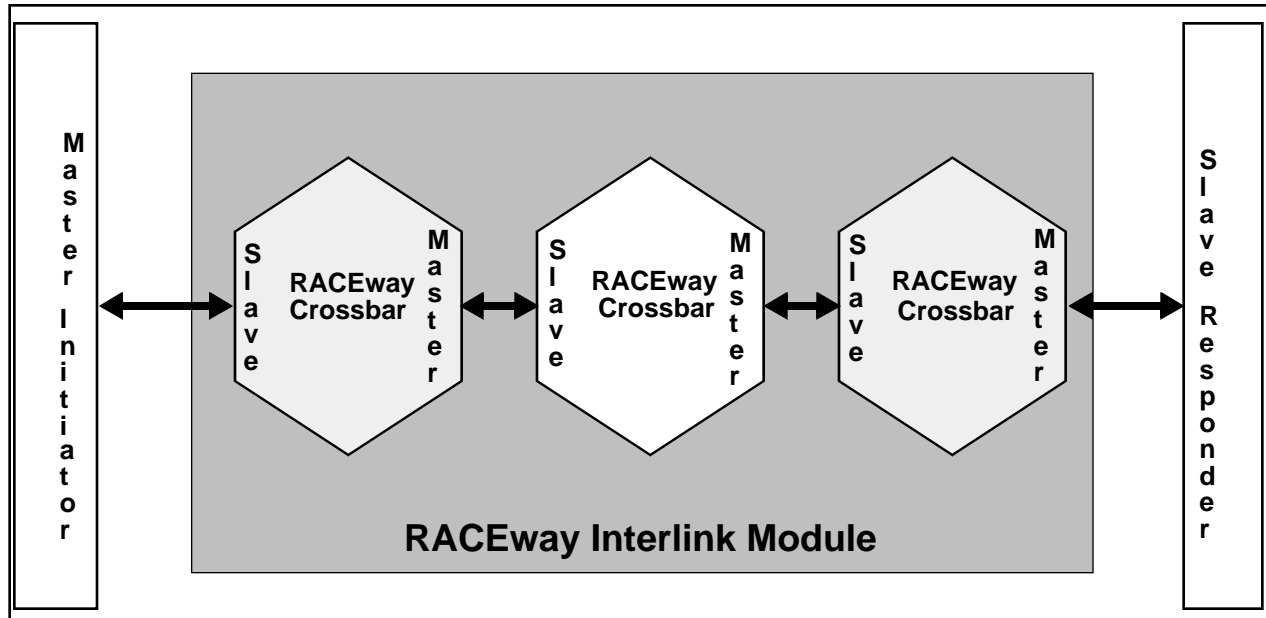 Master Initiator
Slave
RACEway
Crossbar
Master
Slave
RACEway
Crossbar
Master
Slave
RACEway
Crossbar
Master
Slave Responder
RACEway Interlink Module